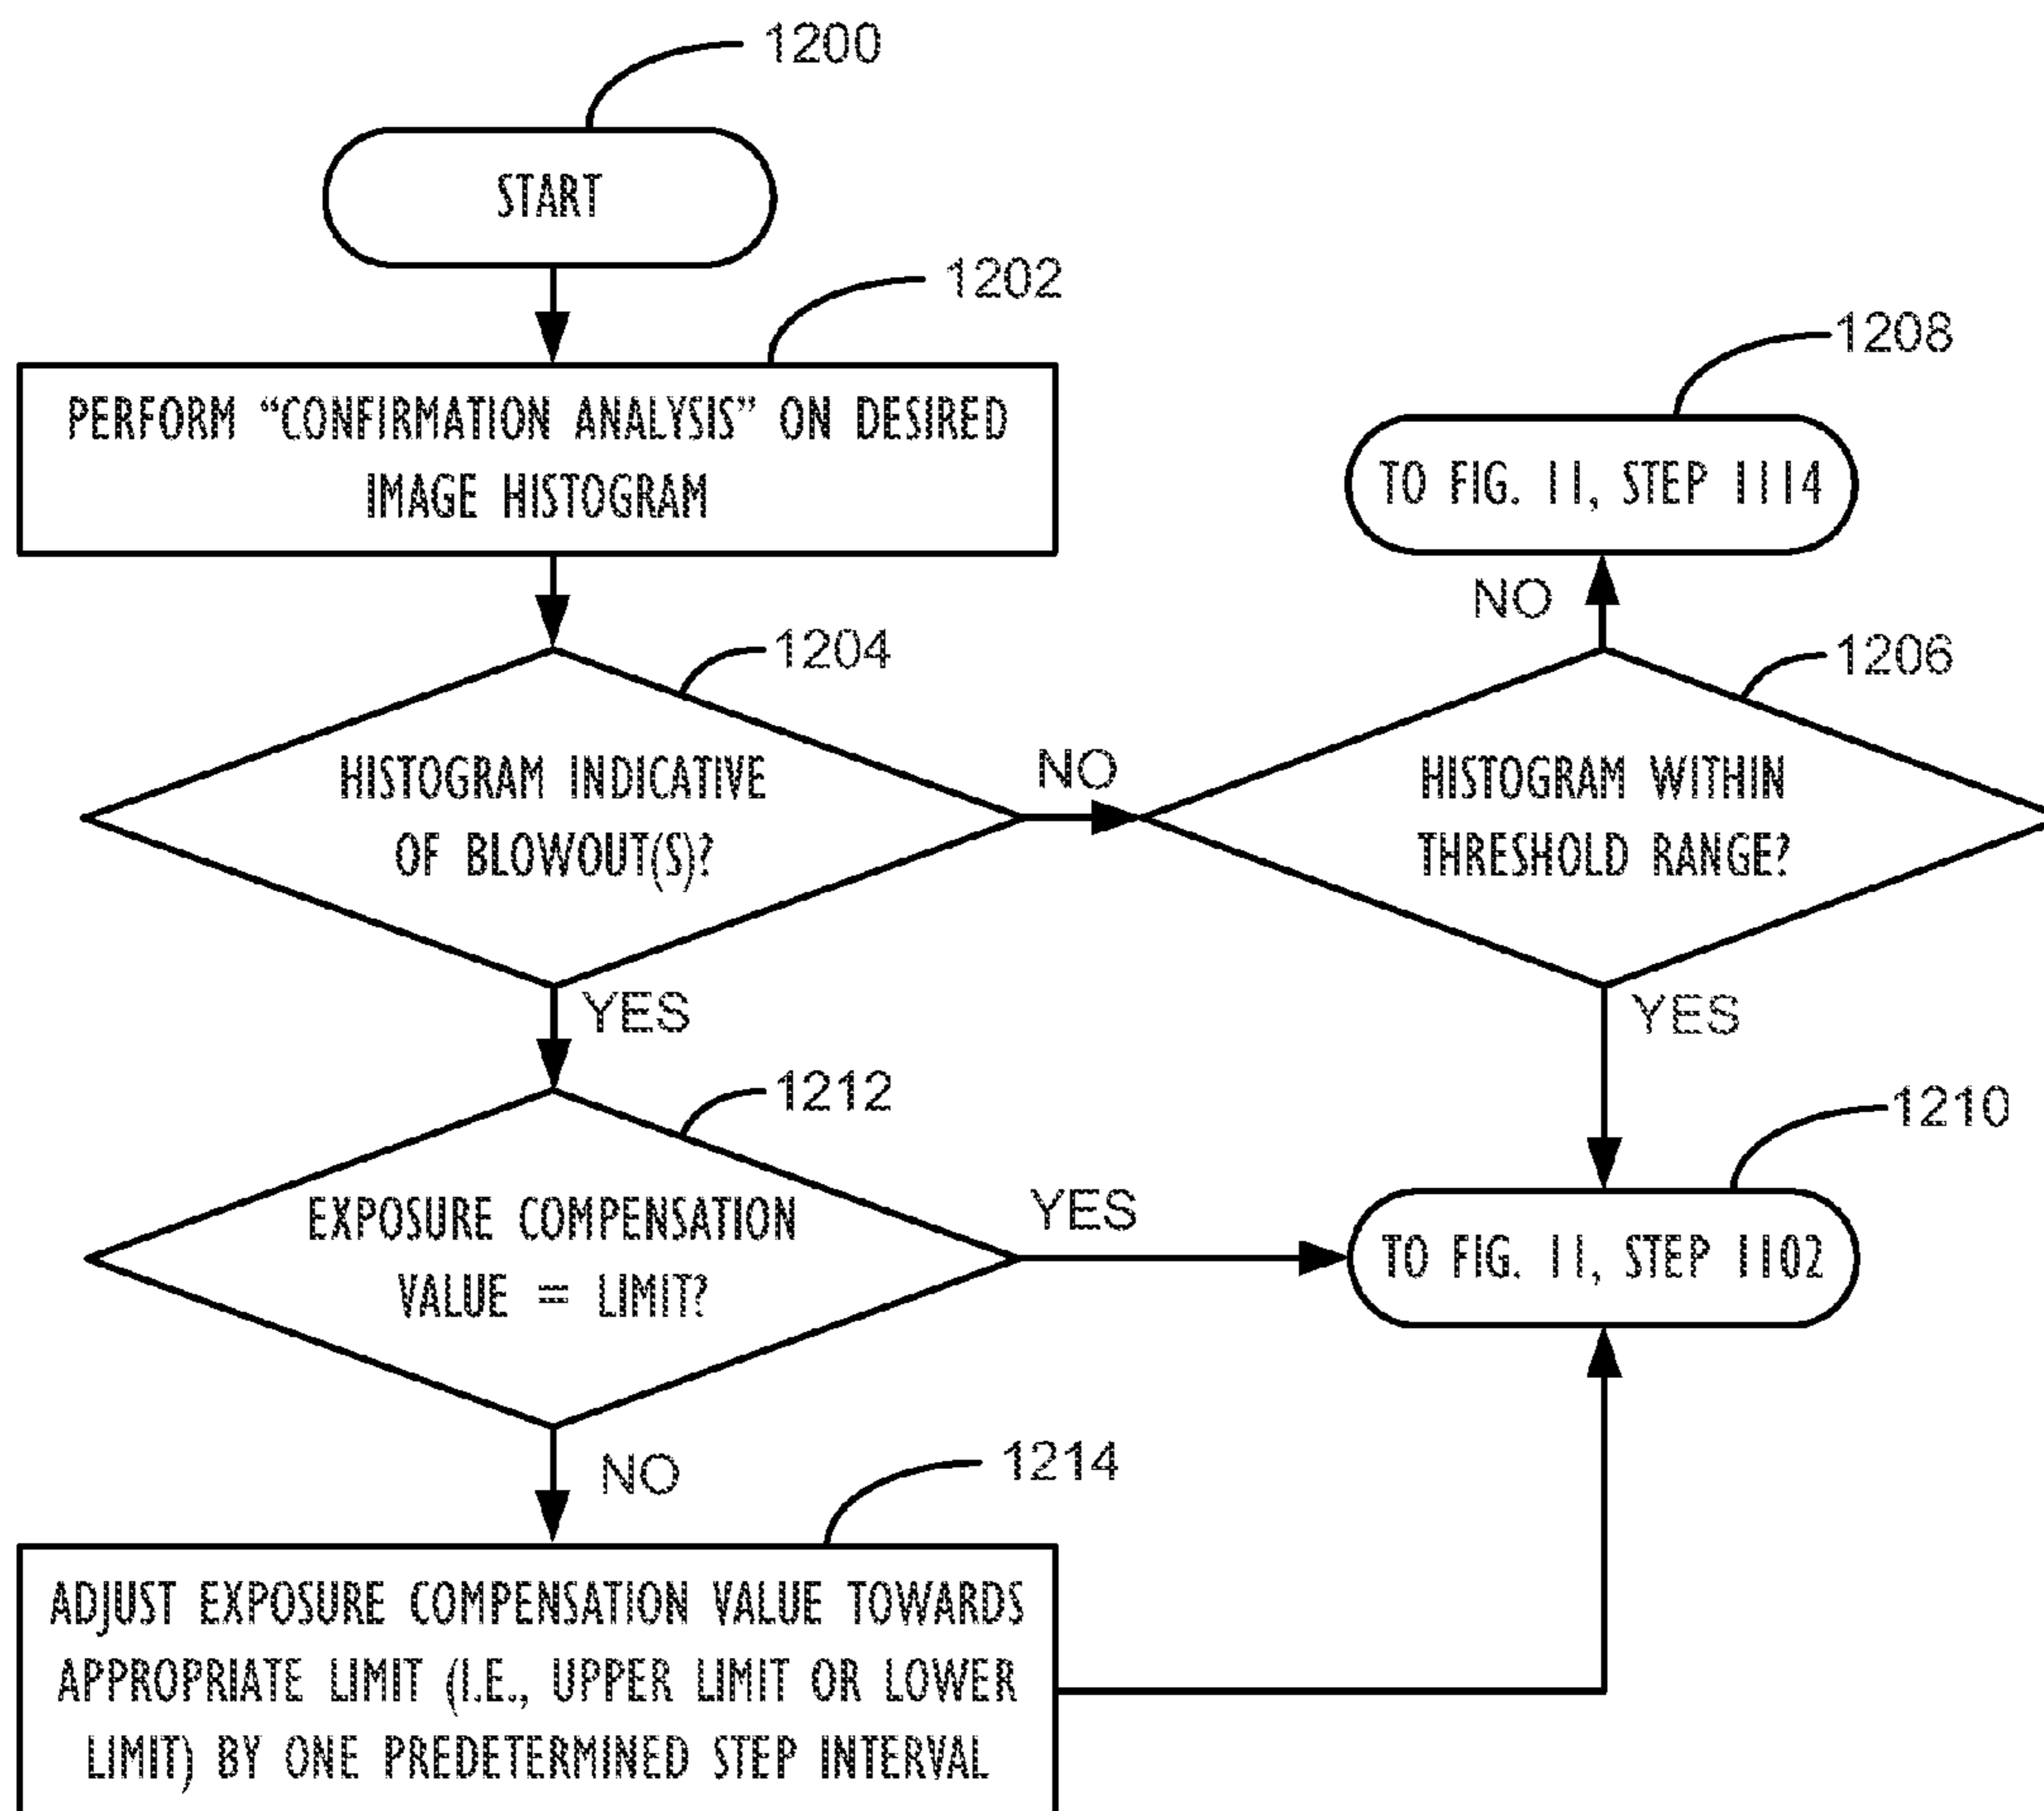 1200
START
1202
PERFORM “CONFIRMATION ANALYSIS” ON DESIRED
IMAGE HISTOGRAM
1208
TO FIG. 11, STEP 1114
NO
1204
HISTOGRAM INDICATIVE
OF BLOWOUT(S)?
NO
1206
HISTOGRAM WITHIN
THRESHOLD RANGE?
YES
YES
1212
EXPOSURE COMPENSATION
VALUE = LIMIT?
YES
1210
TO FIG. 11, STEP 1102
NO
1214
ADJUST EXPOSURE COMPENSATION VALUE TOWARDS
APPROPRIATE LIMIT (I.E., UPPER LIMIT OR LOWER
LIMIT) BY ONE PREDETERMINED STEP INTERVAL